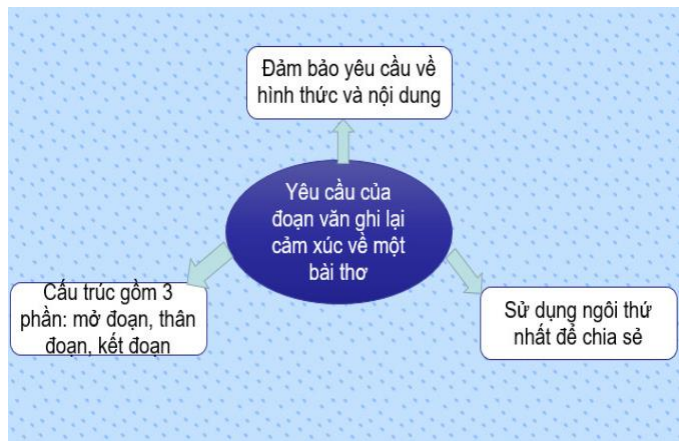 Đảm bảo yêu cầu về
hình thức và nội dung
Yêu cầu của
đoạn văn ghi lại
cảm xúc về một
bài thơ
Cấu trúc gồm 3
phần: mở đoạn, thân
đoạn, kết đoạn
Sử dụng ngôi thứ
nhất để chia sẻ